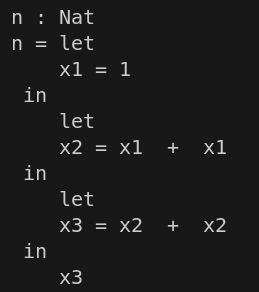 n : Nat
n = let
    x1 = 1
 in
    let
    x2 = x1  +  x1
 in
    let
    x3 = x2  +  x2
 in
    x3